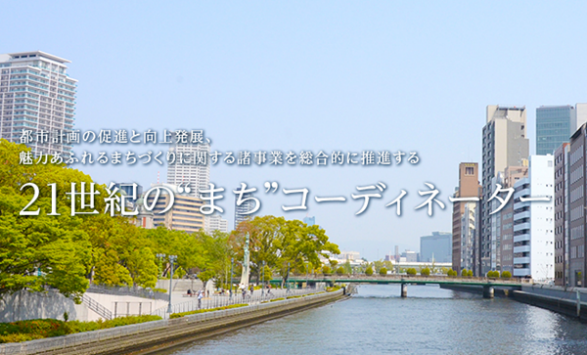 都市計画の促進と向上発展、
魅力あふれるまちづくりに関する諸事業を総合的に推進する
21世紀の“まち”コーディネーター